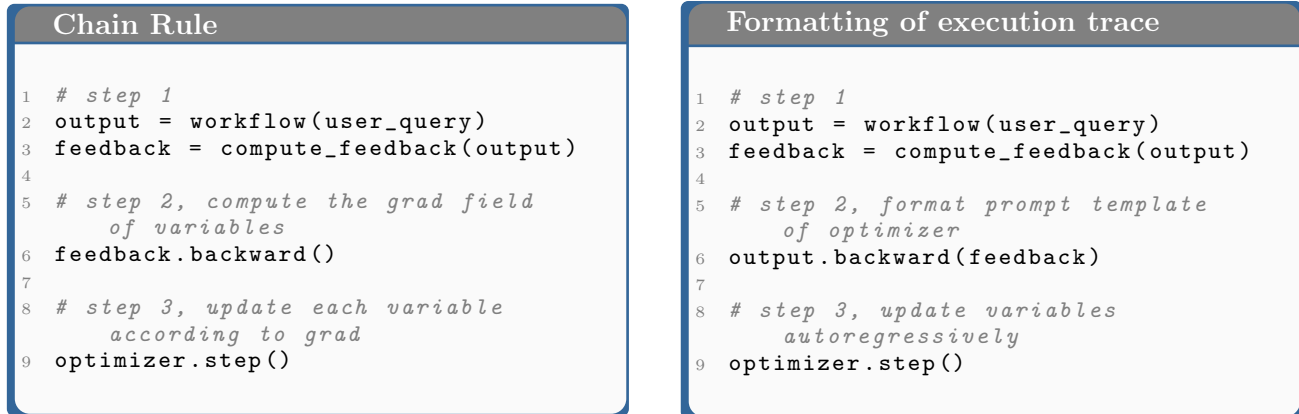 Chain Rule
1 # step 1
2 output = workflow(user_query)
3 feedback = compute_feedback(output)
4
5 # step 2, compute the grad field
of variables
6 feedback.backward()
7
8 # step 3, update each variable
according to grad
9 optimizer.step()
Formatting of execution trace
1 # step 1
2 output = workflow(user_query)
3 feedback = compute_feedback(output)
4
5 # step 2, format prompt template
of optimizer
6 output.backward(feedback)
7
8 # step 3, update variables
autoregressively
9 optimizer.step()